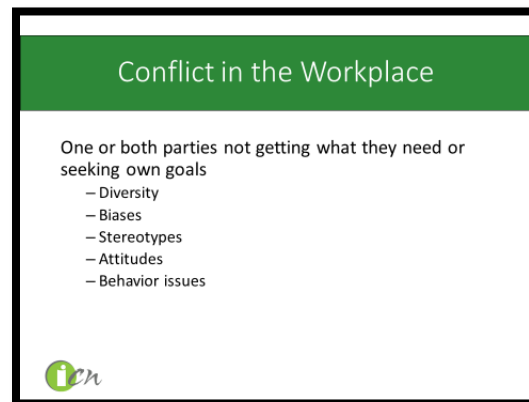 Conflict in the Workplace
One or both parties not getting what they need or
seeking own goals
– Diversity
– Biases
– Stereotypes
– Attitudes
– Behavior issues
icn